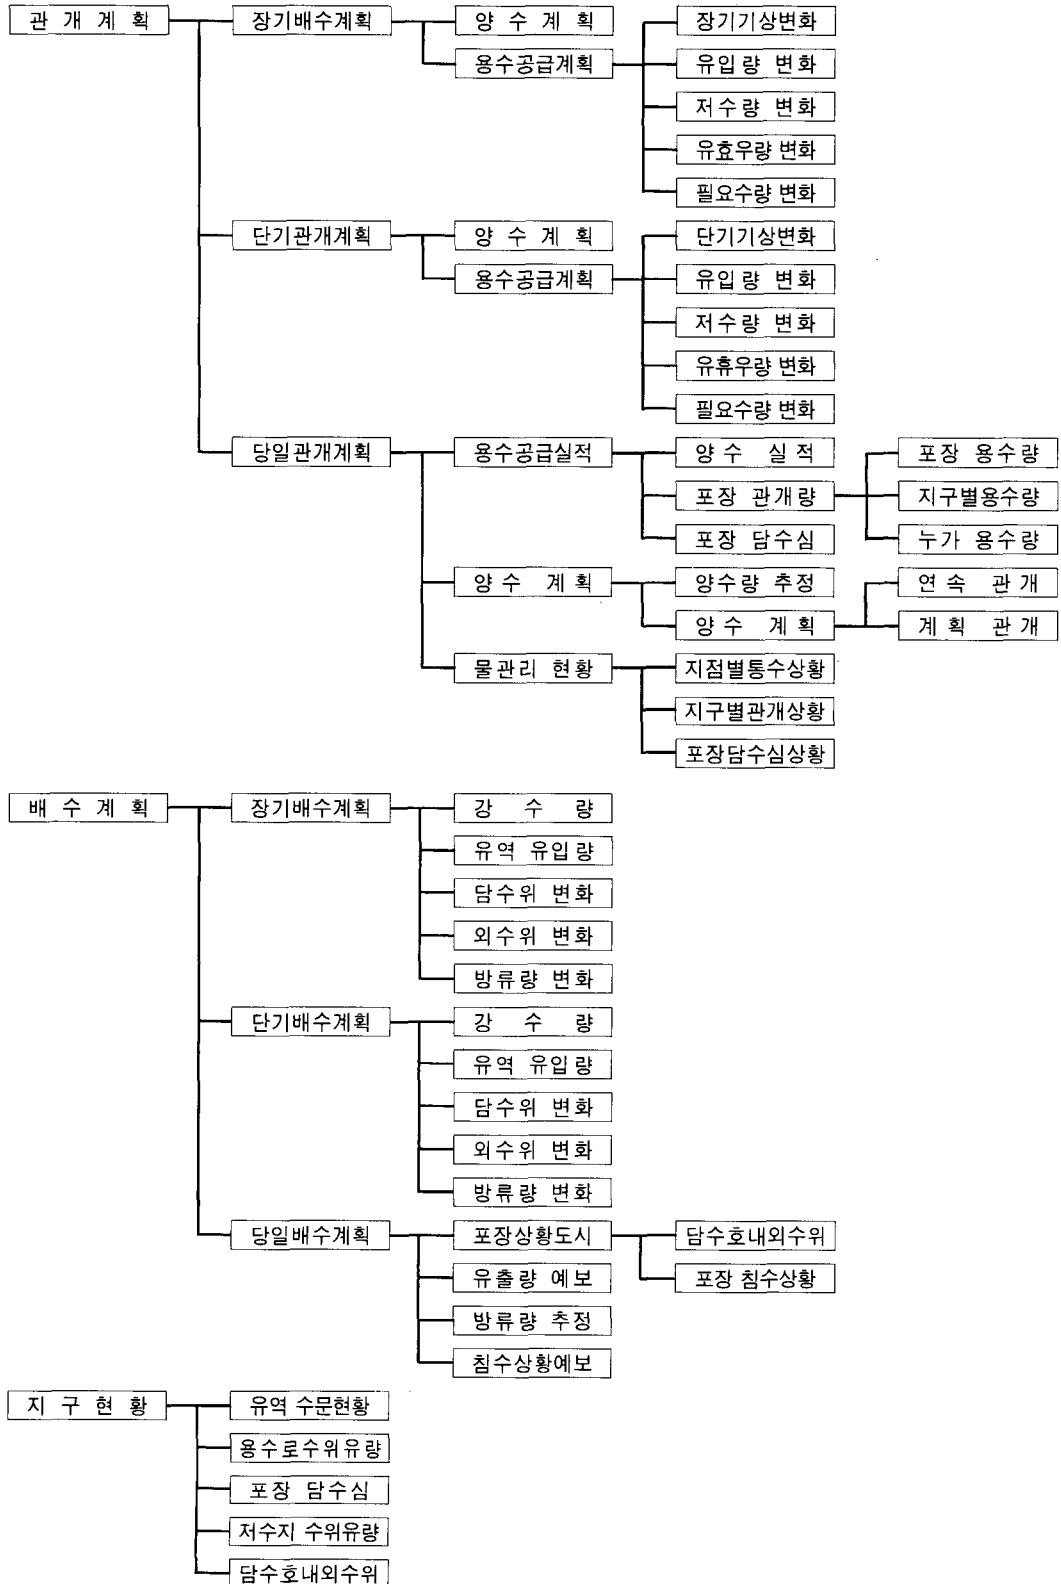 관 개 계 획 장기배수계획 양 수 계 획 장기기상변화
용수공급계획 유입량 변화
저수량 변화
유효우량 변화
필요수량 변화
단기관개계획 양 수 계 획 단기기상변화
용수공급계획 유입량 변화
저수량 변화
유휴우량 변화
필요수량 변화
당일관개계획 용수공급실적 양 수 실 적 포장 용수량
포장 관개량 지구별용수량
포장 담수심 누가 용수량
양 수 계 획 양수량 추정 연 속 관 개
양 수 계 획 계 획 관 개
물관리 현황 지점별통수상황
지구별관개상황
포장담수심상황
배 수 계 획 장기배수계획 강 수 량
유역 유입량
담수위 변화
외수위 변화
방류량 변화
단기배수계획 강 수 량
유역 유입량
담수위 변화
외수위 변화
방류량 변화
당일배수계획 포장상황도시 담수호내외수위
유출량 예보 포장 침수상황
방류량 추정
침수상황예보
지 구 현 황 유역 수문현황
용수로수위유량
포장 담수심
저수지 수위유량
담수호내외수위